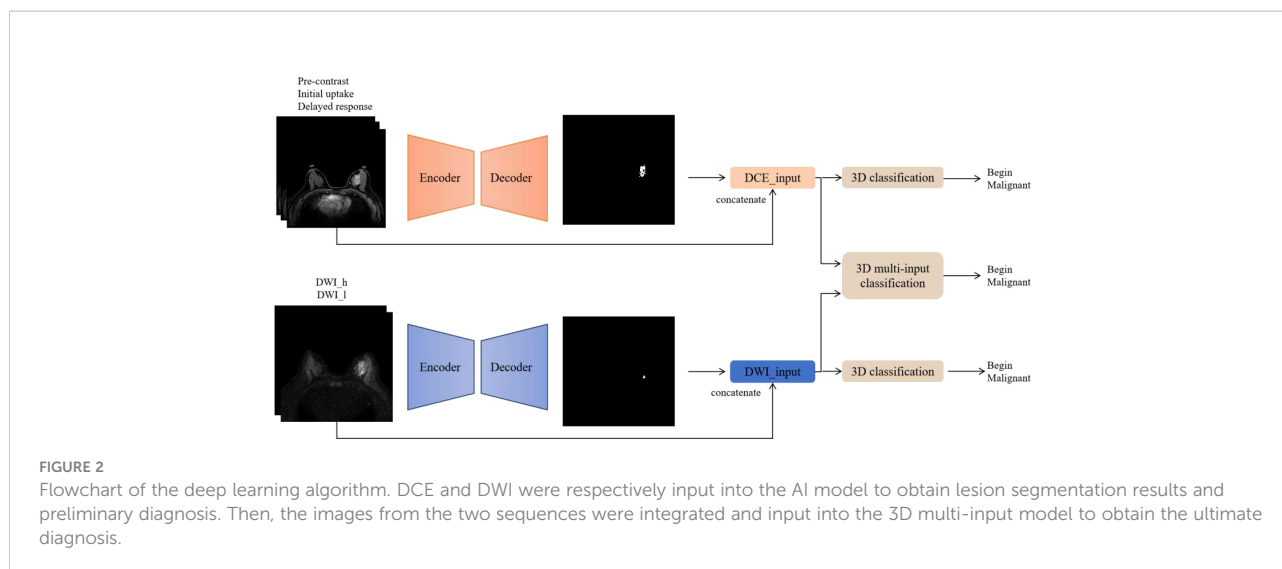 Pre-contrast
Initial uptake
Delayed response
Encoder
Decoder
DCE_input
concatenate
3D classification
Begin
Malignant
3D multi-input
classification
Begin
Malignant
DWI_h
DWI_l
Encoder
Decoder
DWI_input
concatenate
3D classification
Begin
Malignant
FIGURE 2
Flowchart of the deep learning algorithm. DCE and DWI were respectively input into the AI model to obtain lesion segmentation results and
preliminary diagnosis. Then, the images from the two sequences were integrated and input into the 3D multi-input model to obtain the ultimate
diagnosis.